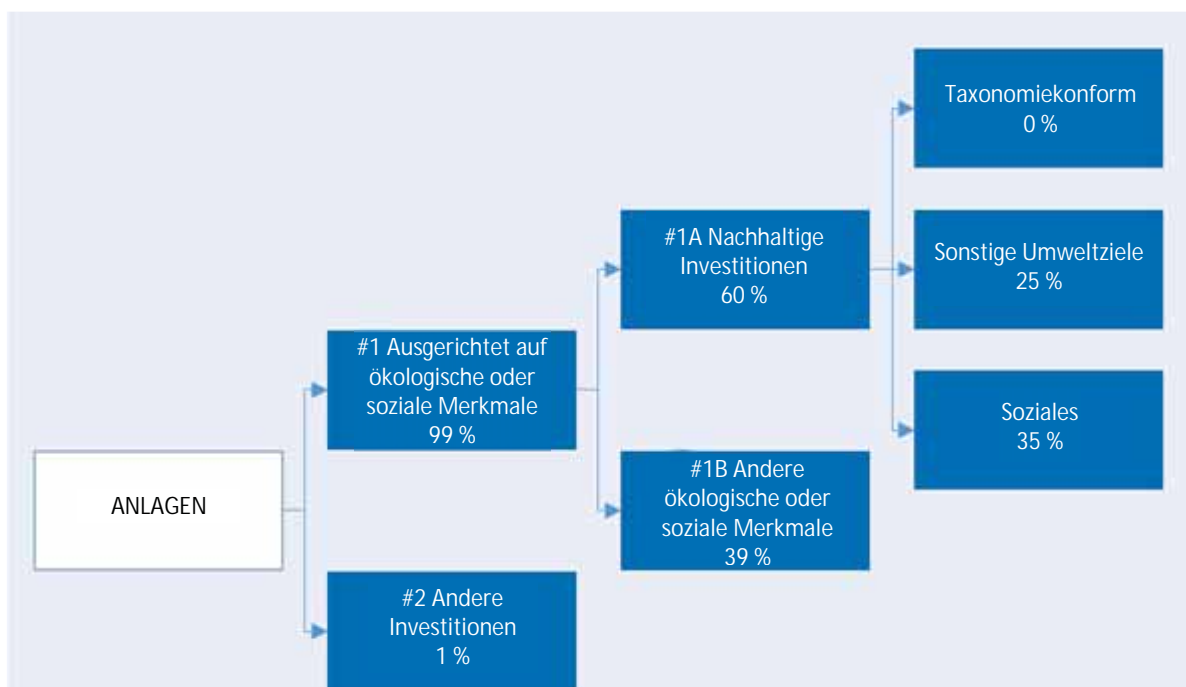 ANLAGEN
#1 Ausgerichtet auf
ökologische oder
soziale Merkmale
99 %
#2 Andere
Investitionen
1 %
#1A Nachhaltige
Investitionen
60 %
#1B Andere
ökologische oder
soziale Merkmale
39 %
Taxonomiekonform
0 %
Sonstige Umweltziele
25 %
Soziales
35 %